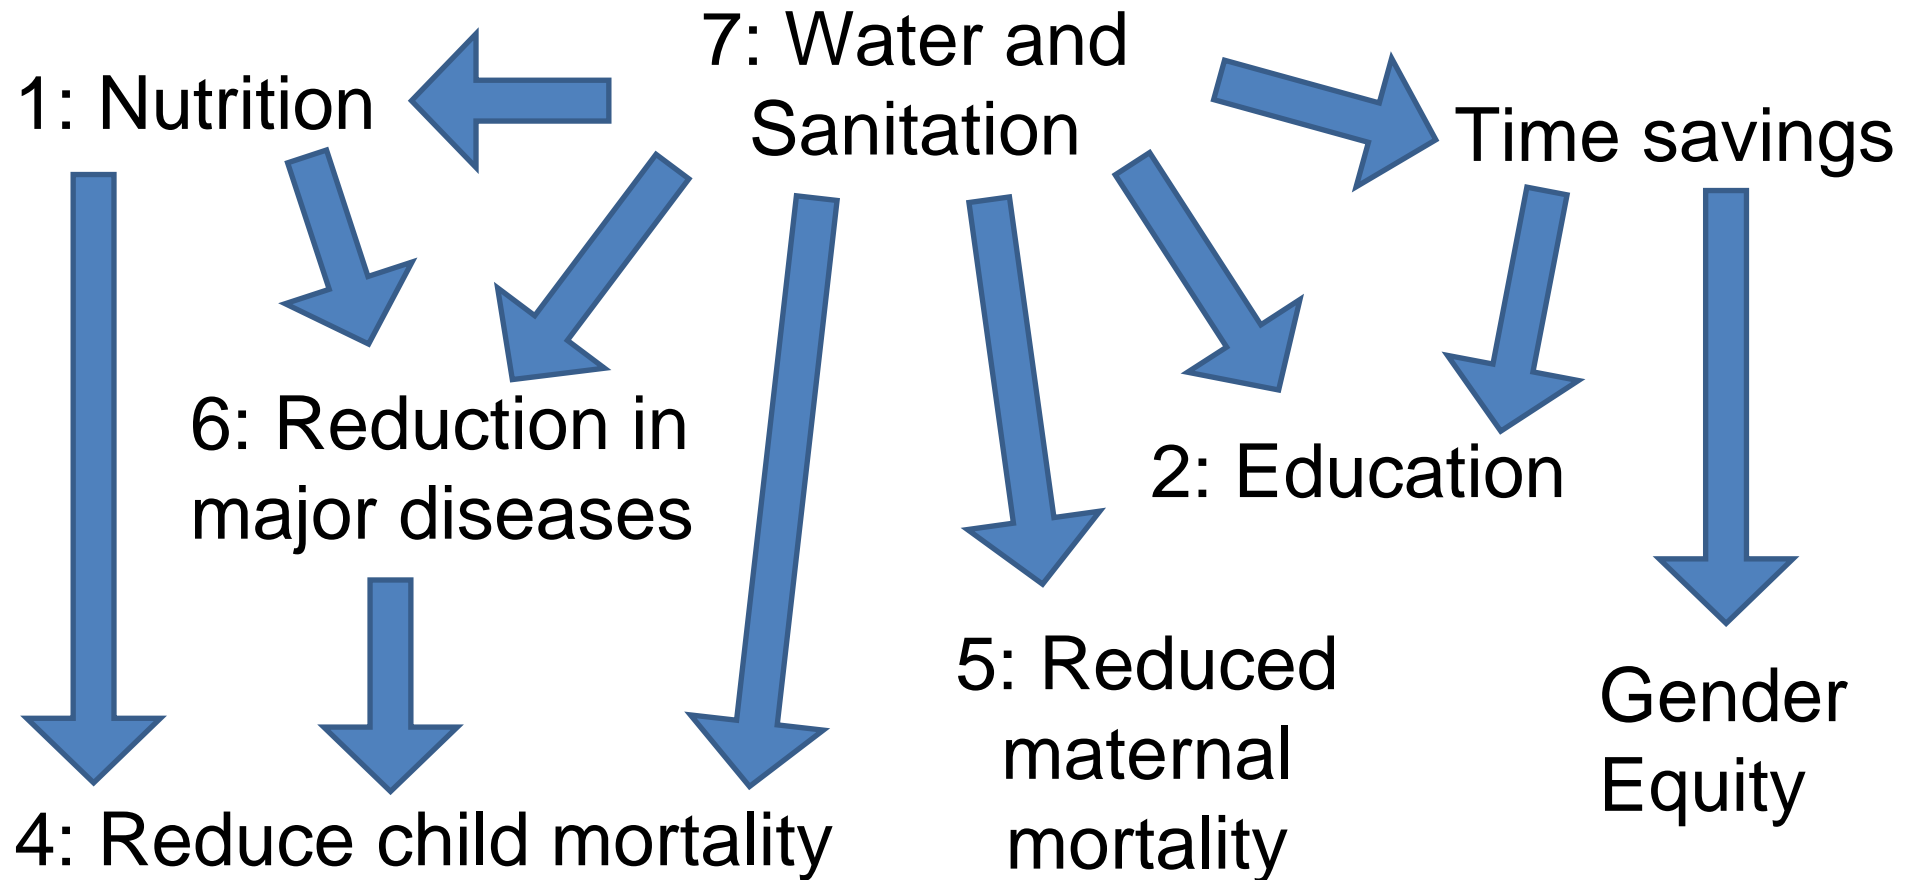 7: Water and
Sanitation
1: Nutrition
Time savings
6: Reduction in
major diseases
2: Education
5: Reduced
maternal
mortality
Gender
Equity
4: Reduce child mortality